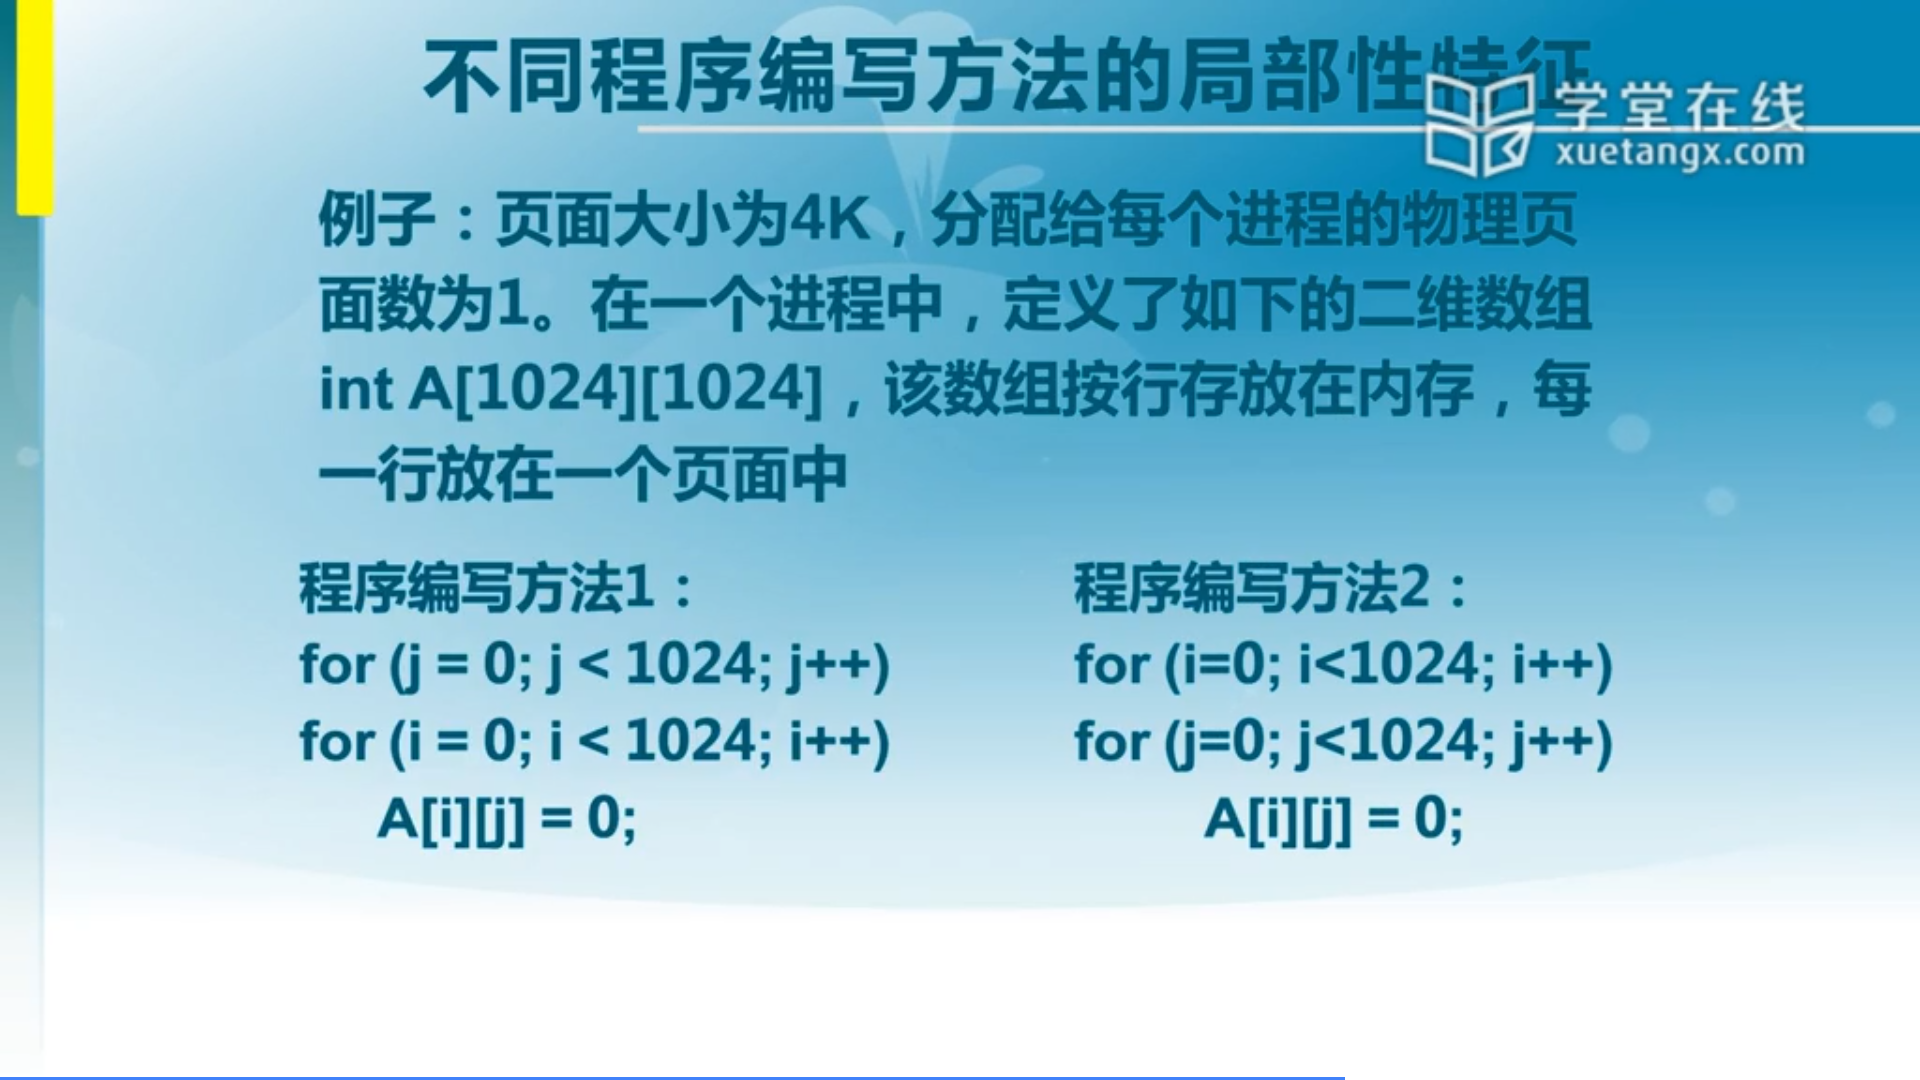 不同程序编写方法的局部性特征
学堂在线
xuetangx.com
例子：页面大小为4K，分配给每个进程的物理页
面数为1。在一个进程中，定义了如下的二维数组
int A[1024][1024]，该数组按行存放在内存，每
一行放在一个页面中
程序编写方法1：
for (j = 0; j < 1024; j++)
for (i = 0; i < 1024; i++)
A[i][j] = 0;
程序编写方法2：
for (i=0; i<1024; i++)
for (j=0; j<1024; j++)
A[i][j] = 0;